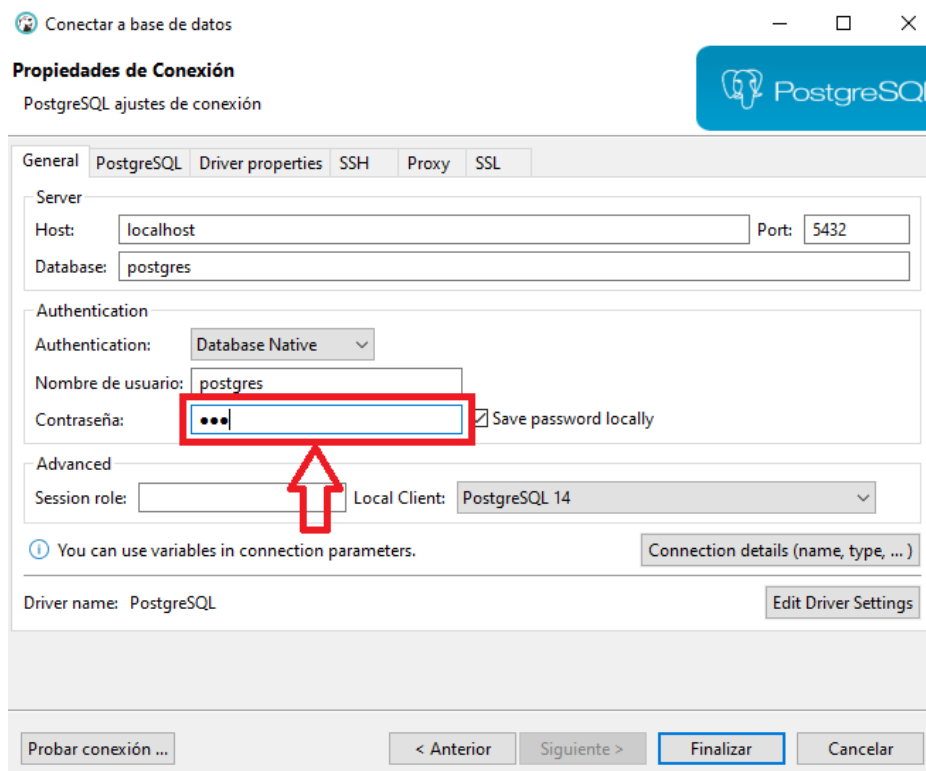 Conectar a base de datos
Propiedades de Conexión
PostgreSQL ajustes de conexión
PostgreSQL
General PostgreSQL Driver properties SSH Proxy SSL
Server
Host: localhost Port: 5432
Database: postgres
Authentication
Authentication: Database Native
Nombre de usuario: postgres
Contraseña: •••
Save password locally
Advanced
Session role: Local Client: PostgreSQL 14
You can use variables in connection parameters. Connection details (name, type, ... )
Driver name: PostgreSQL Edit Driver Settings
Probar conexión ... < Anterior Siguiente > Finalizar Cancelar